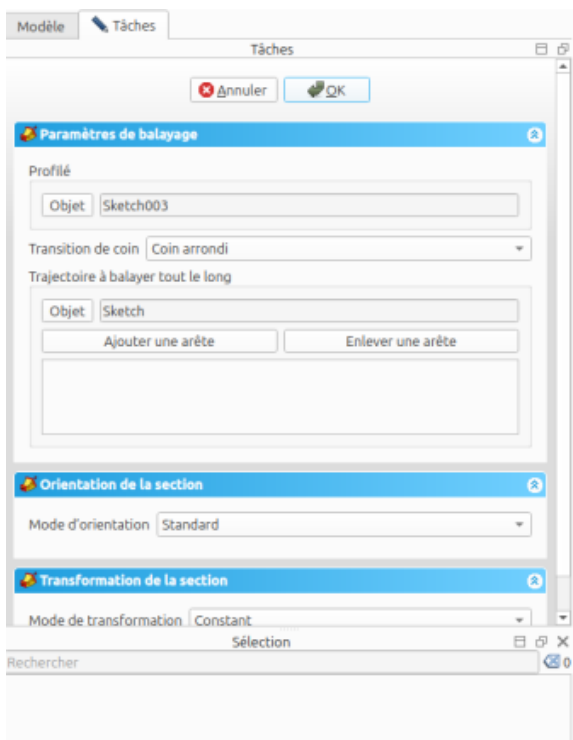 Modèle Tâches
Tâches
Annuler OK
Paramètres de balayage
Profilé
Objet Sketch003
Transition de coin Coin arrondi
Trajectoire à balayer tout le long
Objet Sketch
Ajouter une arête Enlever une arête
Orientation de la section
Mode d'orientation Standard
Transformation de la section
Mode de transformation Constant
Sélection
Rechercher 0